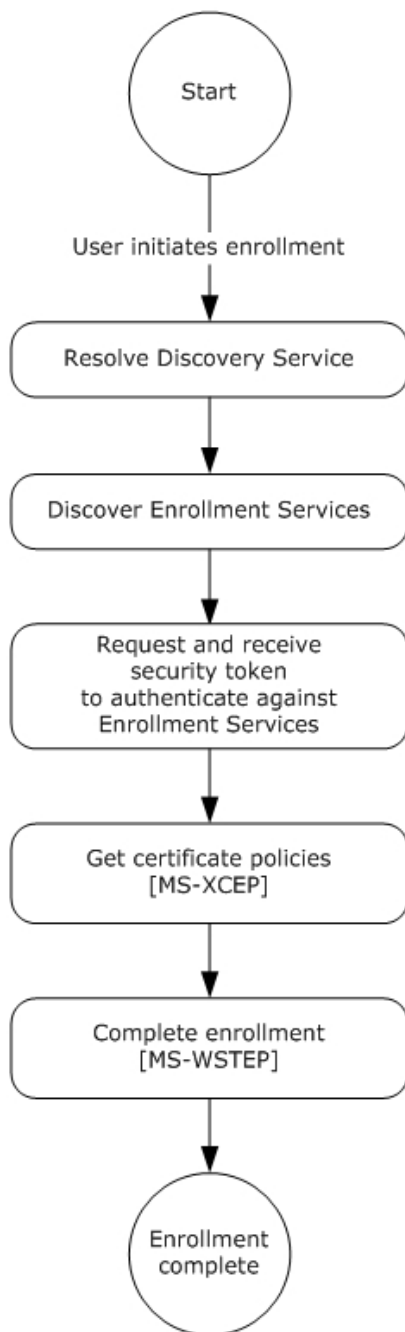 Start
User initiates enrollment
Resolve Discovery Service
Discover Enrollment Services
Request and receive
security token
to authenticate against
Enrollment Services
Get certificate policies
[MS-XCEP]
Complete enrollment
[MS-WSTEP]
Enrollment
complete